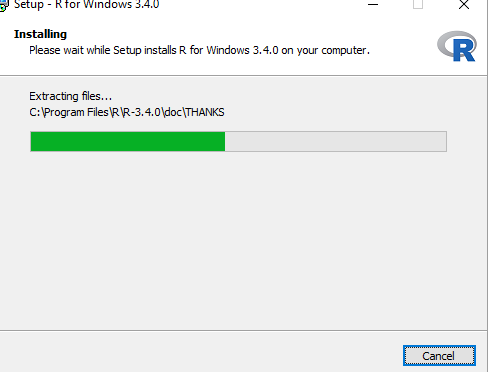 Setup - R for Windows 3.4.0
Installing
Please wait while Setup installs R for Windows 3.4.0 on your computer.
R
Extracting files...
C:\Program Files\R\R-3.4.0\doc\THANKS
Cancel